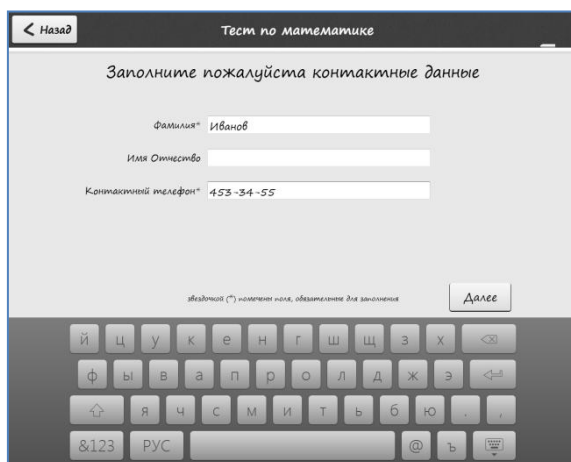 Назад
Тест по математике
Заполните пожалуйста контактные данные
Фамилия* Иванов
Имя Отчество
Контактный телефон* 453-34-55
звездочкой (*) помечены поля, обязательные для заполнения
Далее
й ц у к е н г ш щ з х
ф ы в а п р о л д ж э
я ч с м и т ь б ю . ,
&123 РУС @ ъ